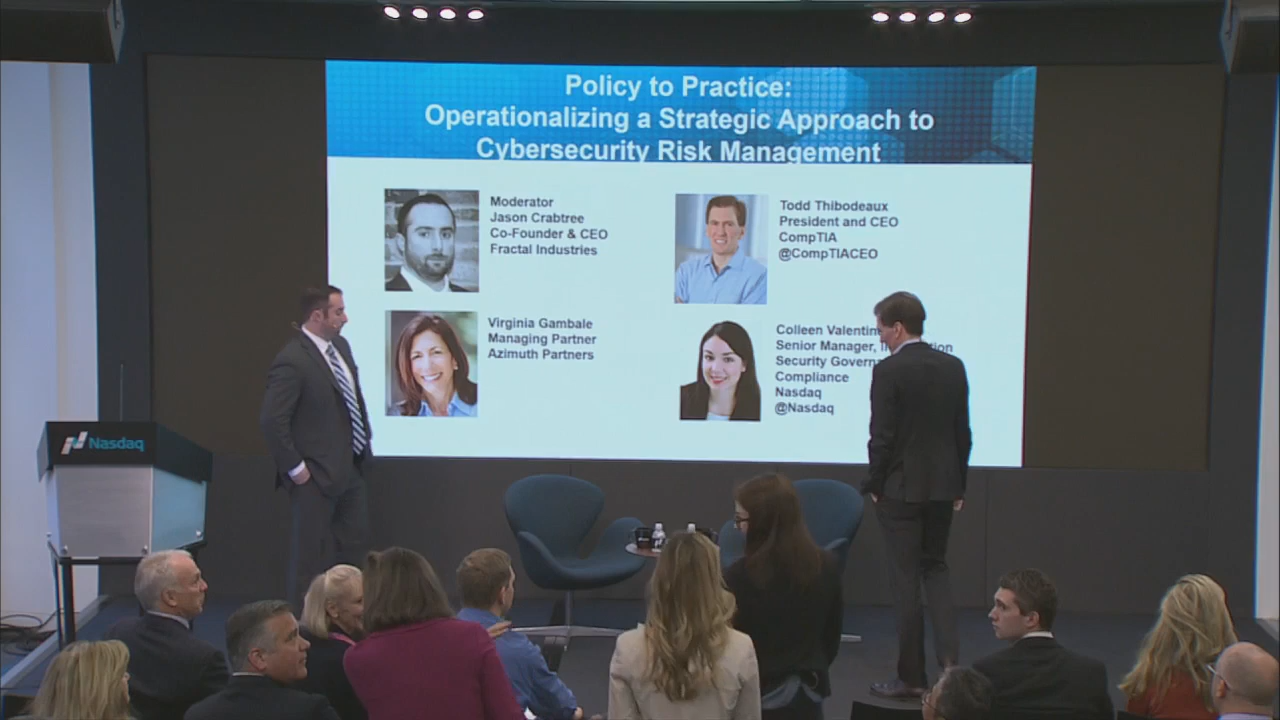 Policy to Practice:
Operationalizing a Strategic Approach to
Cybersecurity Risk Management
Moderator
Jason Crabtree
Co-Founder & CEO
Fractal Industries
Todd Thibodeaux
President and CEO
CompTIA
@CompTIACEO
Virginia Gambale
Managing Partner
Azimuth Partners
Colleen
Senior Manager,
Security
Compliance
Nasdaq
@Nasdaq
Nasdaq